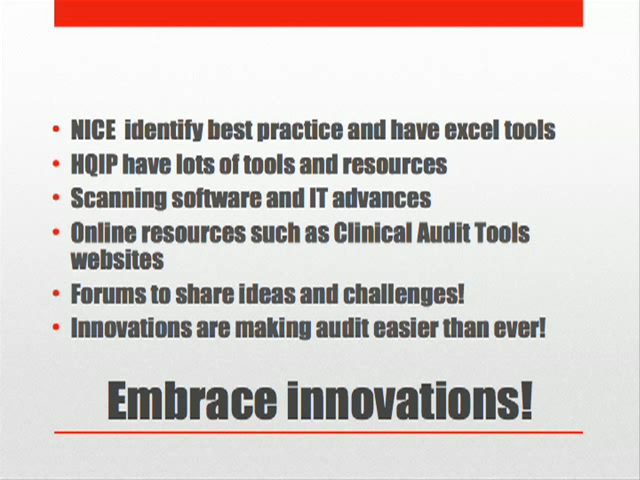 • NICE  identify best practice and have excel tools
• HQIP have lots of tools and resources
• Scanning software and IT advances
• Online resources such as Clinical Audit Tools
websites
• Forums to share ideas and challenges!
• Innovations are making audit easier than ever!
Embrace innovations!